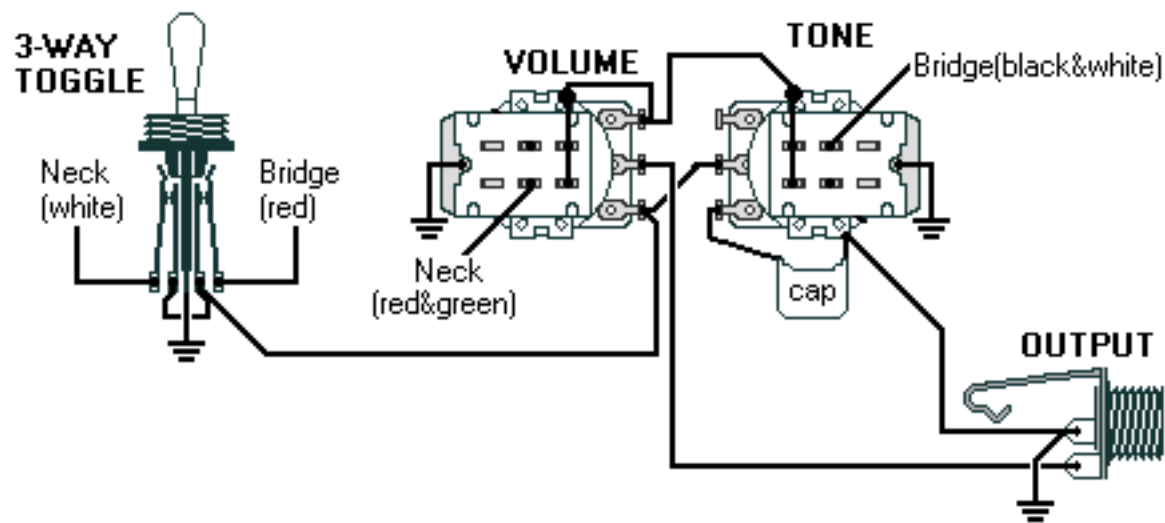 3-WAY
TOGGLE
VOLUME
TONE
Bridge(black&white)
Neck
(white)
Bridge
(red)
Neck
(red&green)
cap
OUTPUT